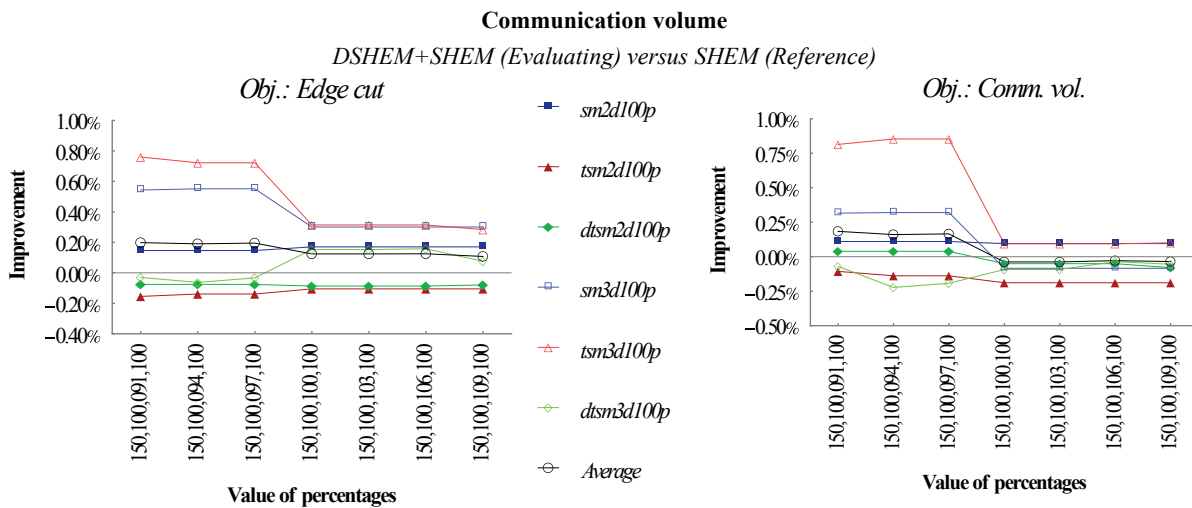 Communication volume
DSHEM+SHEM (Evaluating) versus SHEM (Reference)
Obj.: Edge cut
1.00%
0.80%
0.60%
0.40%
0.20%
0.00%
−0.20%
−0.40%
Improvement
150,100,091,100
150,100,094,100
150,100,097,100
150,100,100,100
150,100,103,100
150,100,106,100
150,100,109,100
Value of percentages
sm2d100p
tsm2d100p
dtsm2d100p
sm3d100p
tsm3d100p
dtsm3d100p
Average
Obj.: Comm. vol.
1.00%
0.75%
0.50%
0.25%
0.00%
−0.25%
−0.50%
Improvement
150,100,091,100
150,100,094,100
150,100,097,100
150,100,100,100
150,100,103,100
150,100,106,100
150,100,109,100
Value of percentages